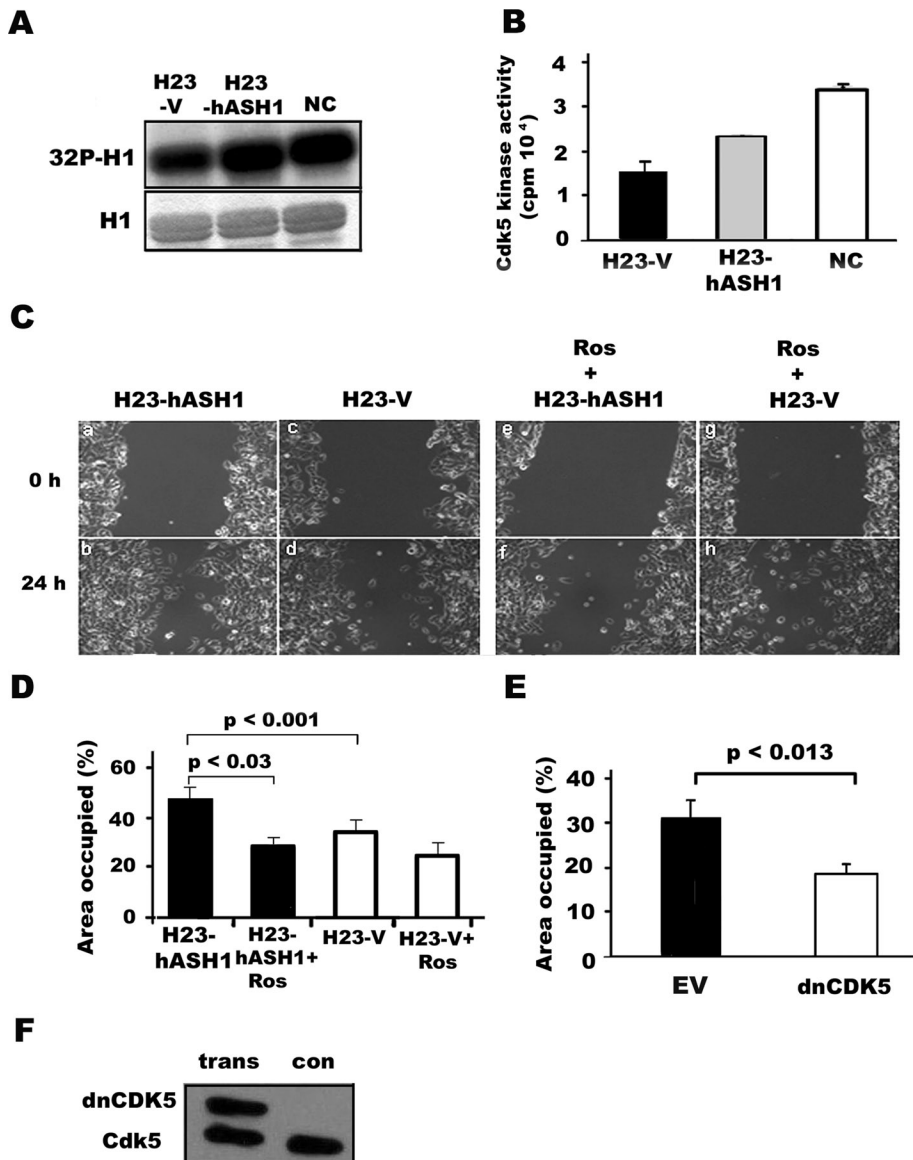 A
H23 -V
H23 -hASH1
NC
32P-H1
H1
B
Cdk5 kinase activity (cpm 10 4)
4
3
2
1
0
H23-V
H23-hASH1
NC
C
H23-hASH1
H23-V
Ros + H23-hASH1
Ros + H23-V
0 h
a
c
e
g
24 h
b
d
f
h
D
Area occupied (%)
60
40
20
0
p < 0.001
p < 0.03
H23-hASH1
H23-hASH1+ Ros
H23-V
H23-V+ Ros
E
Area occupied (%)
40
30
20
10
0
p < 0.013
EV
dnCDK5
F
trans
con
dnCDK5
Cdk5